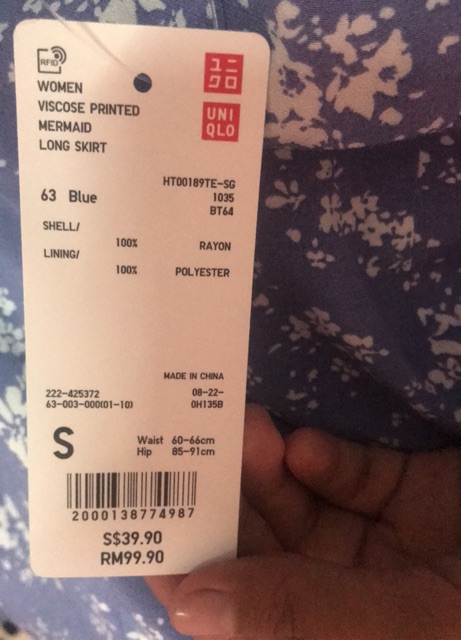 RFID
ユニ
クロ
WOMEN
VISCOSE PRINTED
MERMAID
LONG SKIRT
UNI
QLO
HT00189TE-SG
63 Blue
1035
BT64
SHELL/
100% RAYON
LINING/
100% POLYESTER
MADE IN CHINA
222-425372 08-22-
63-003-000(01-10) 0H135B
S
Waist 60-66cm
Hip 85-91cm
2000138774987
S$39.90
RM99.90